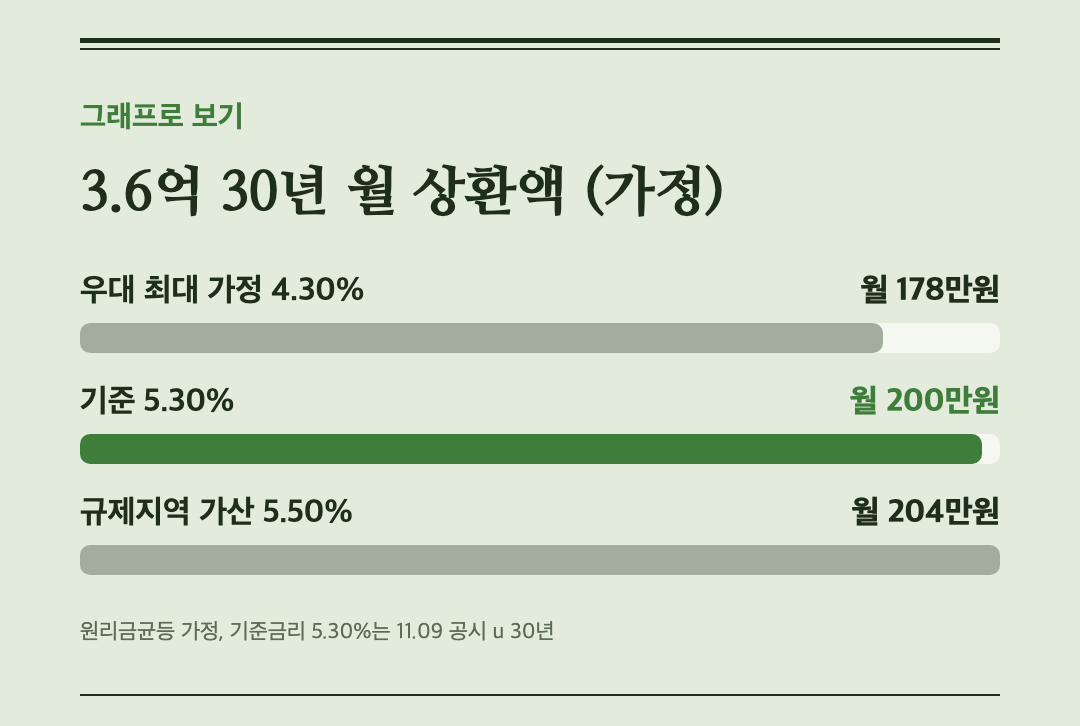 그래프로 보기
3.6억 30년 월 상환액 (가정)
우대 최대 가정 4.30% 월 178만원
기준 5.30% 월 200만원
규제지역 가산 5.50% 월 204만원
원리금균등 가정, 기준금리 5.30%는 11.09 공시 u 30년